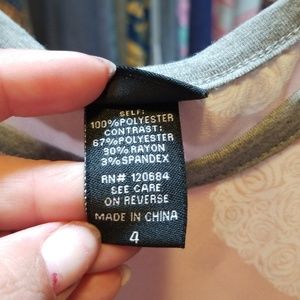 SELF:
100%POLYESTER
CONTRAST:
67%POLYESTER
30%RAYON
3%SPANDEX
RN# 120684
SEE CARE
ON REVERSE
MADE IN CHINA
4